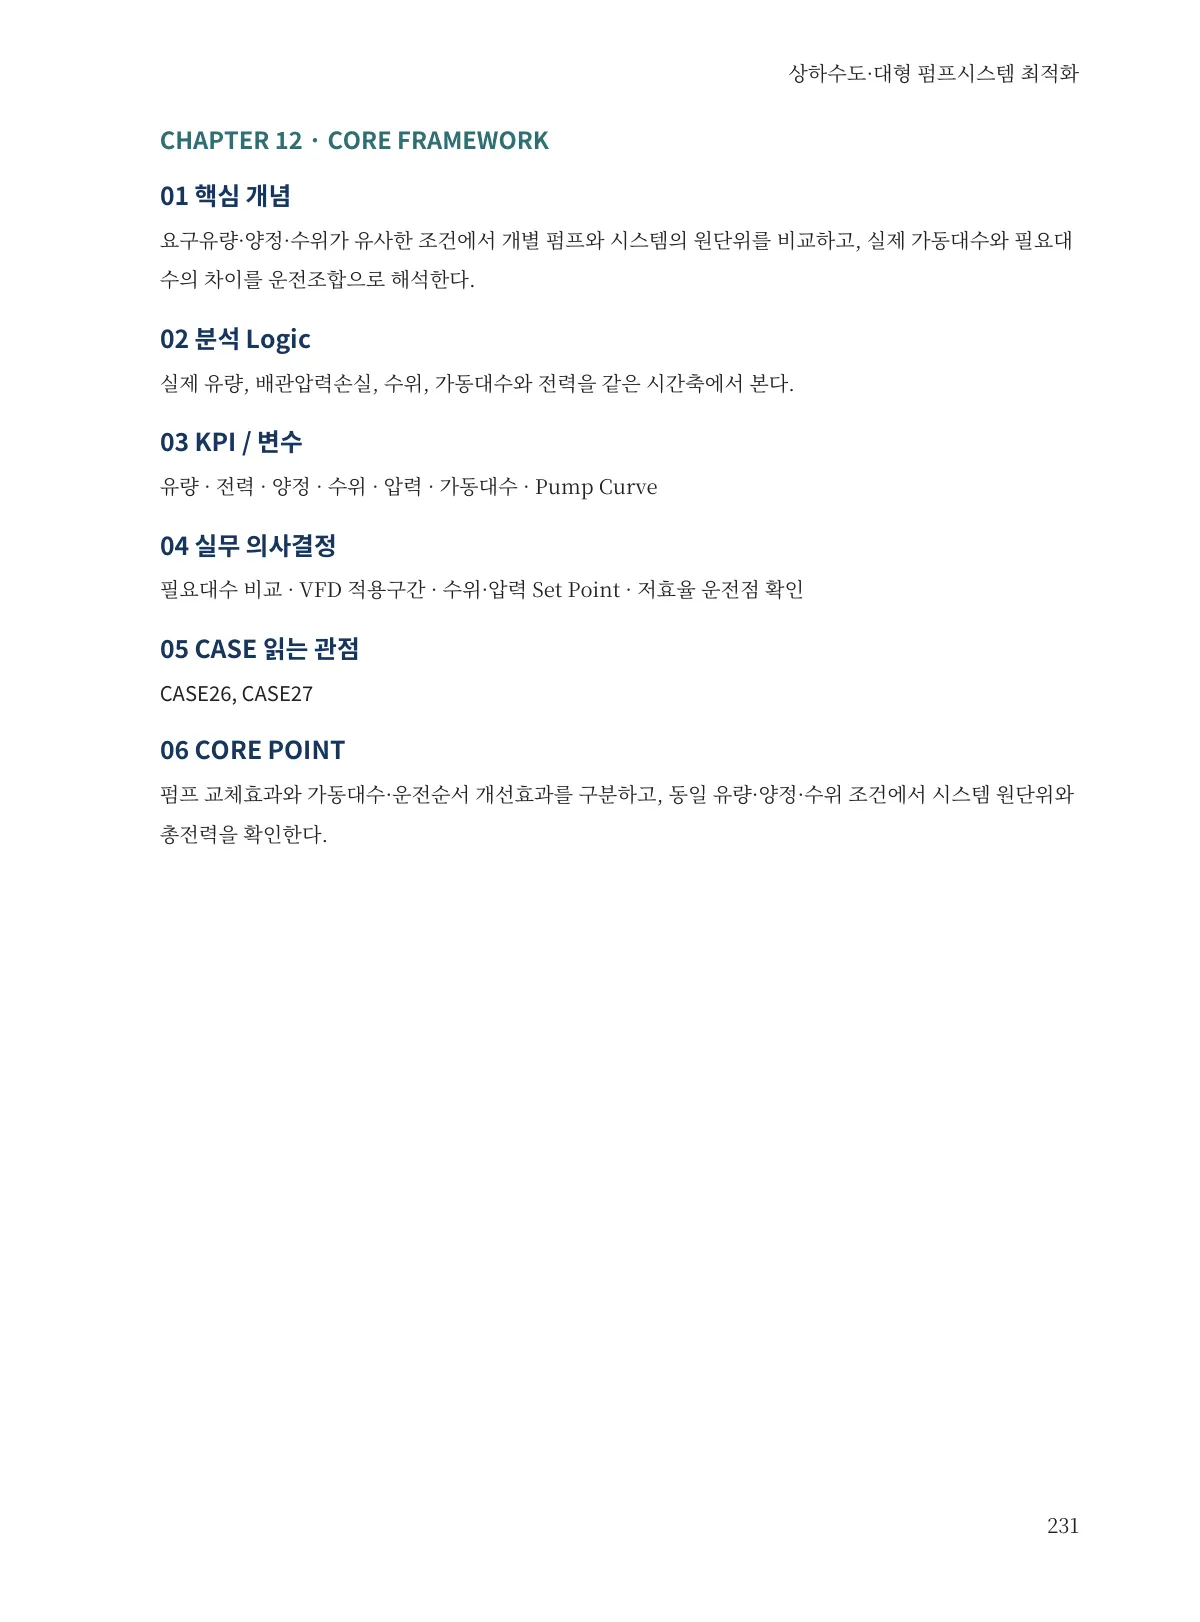 상하수도·대형 펌프시스템 최적화
CHAPTER 12 · CORE FRAMEWORK
01 핵심 개념
요구유량·양정·수위가 유사한 조건에서 개별 펌프와 시스템의 원단위를 비교하고, 실제 가동대수와 필요대
수의 차이를 운전조합으로 해석한다.
02 분석 Logic
실제 유량, 배관압력손실, 수위, 가동대수와 전력을 같은 시간축에서 본다.
03 KPI / 변수
유량 · 전력 · 양정 · 수위 · 압력 · 가동대수 · Pump Curve
04 실무 의사결정
필요대수 비교 · VFD 적용구간 · 수위·압력 Set Point · 저효율 운전점 확인
05 CASE 읽는 관점
CASE26, CASE27
06 CORE POINT
펌프 교체효과와 가동대수·운전순서 개선효과를 구분하고, 동일 유량·양정·수위 조건에서 시스템 원단위와
총전력을 확인한다.
231